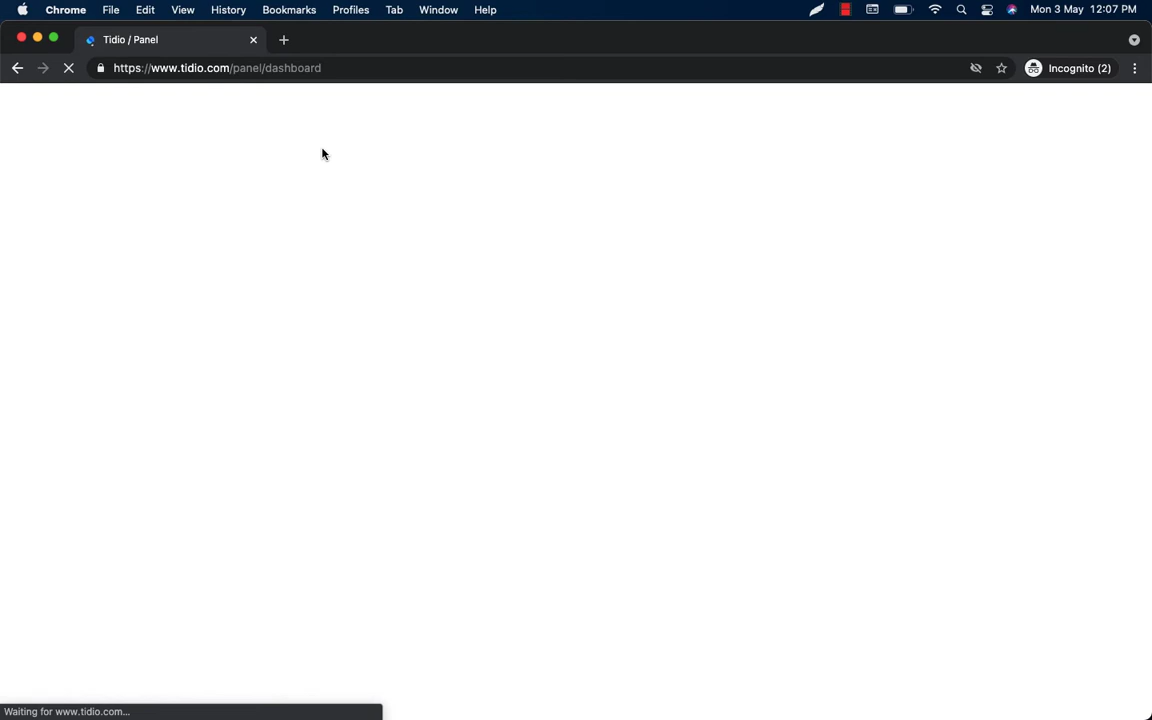 Chrome File Edit View History Bookmarks Profiles Tab Window Help Mon 3 May 12:07 PM
Tidio / Panel
https://www.tidio.com/panel/dashboard Incognito (2)
Waiting for www.tidio.com...